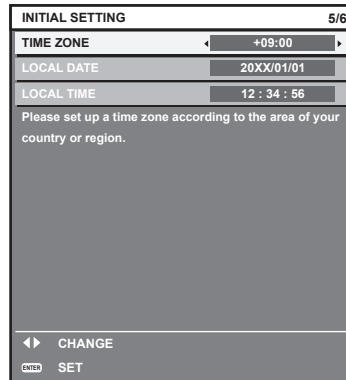 INITIAL SETTING 5/6
TIME ZONE +09:00
LOCAL DATE 20XX/01/01
LOCAL TIME 12 : 34 : 56
Please set up a time zone according to the area of your
country or region.
CHANGE
ENTER SET